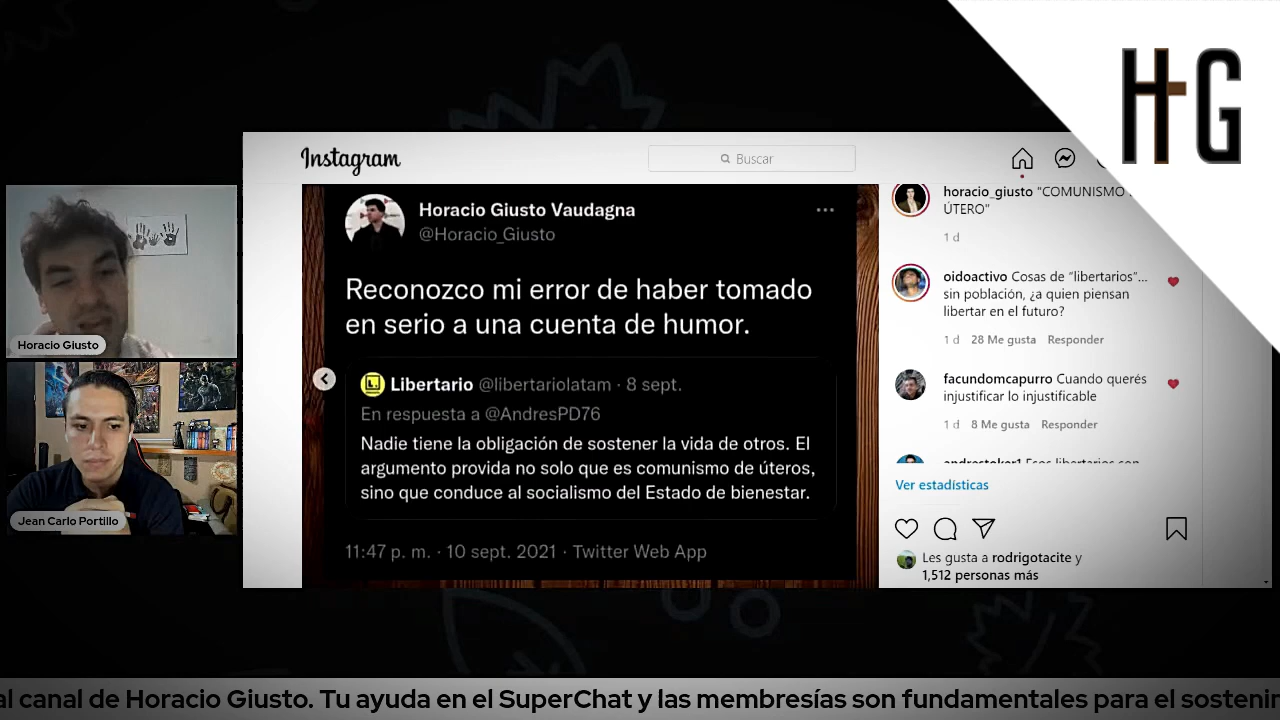 H+G
Instagram
Buscar
Horacio Giusto Vaudagna
@Horacio_Giusto
Reconozco mi error de haber tomado
en serio a una cuenta de humor.
Libertario @libertariolatam · 8 sept.
En respuesta a @AndresPD76
Nadie tiene la obligación de sostener la vida de otros. El
argumento provida no solo que es comunismo de úteros,
sino que conduce al socialismo del Estado de bienestar.
11:47 p. m. · 10 sept. 2021 · Twitter Web App
horacio_giusto "COMUNISMO
ÚTERO"
1 d
oidoactivo Cosas de “libertarios”...
sin población, ¿a quien piensan
libertar en el futuro?
1 d 28 Me gusta Responder
facundomcapurro Cuando querés
injustificar lo injustificable
1 d 8 Me gusta Responder
Ver estadísticas
Les gusta a rodrigotacite y
1,512 personas más
Horacio Giusto
Jean Carlo Portillo
al canal de Horacio Giusto. Tu ayuda en el SuperChat y las membresías son fundamentales para el